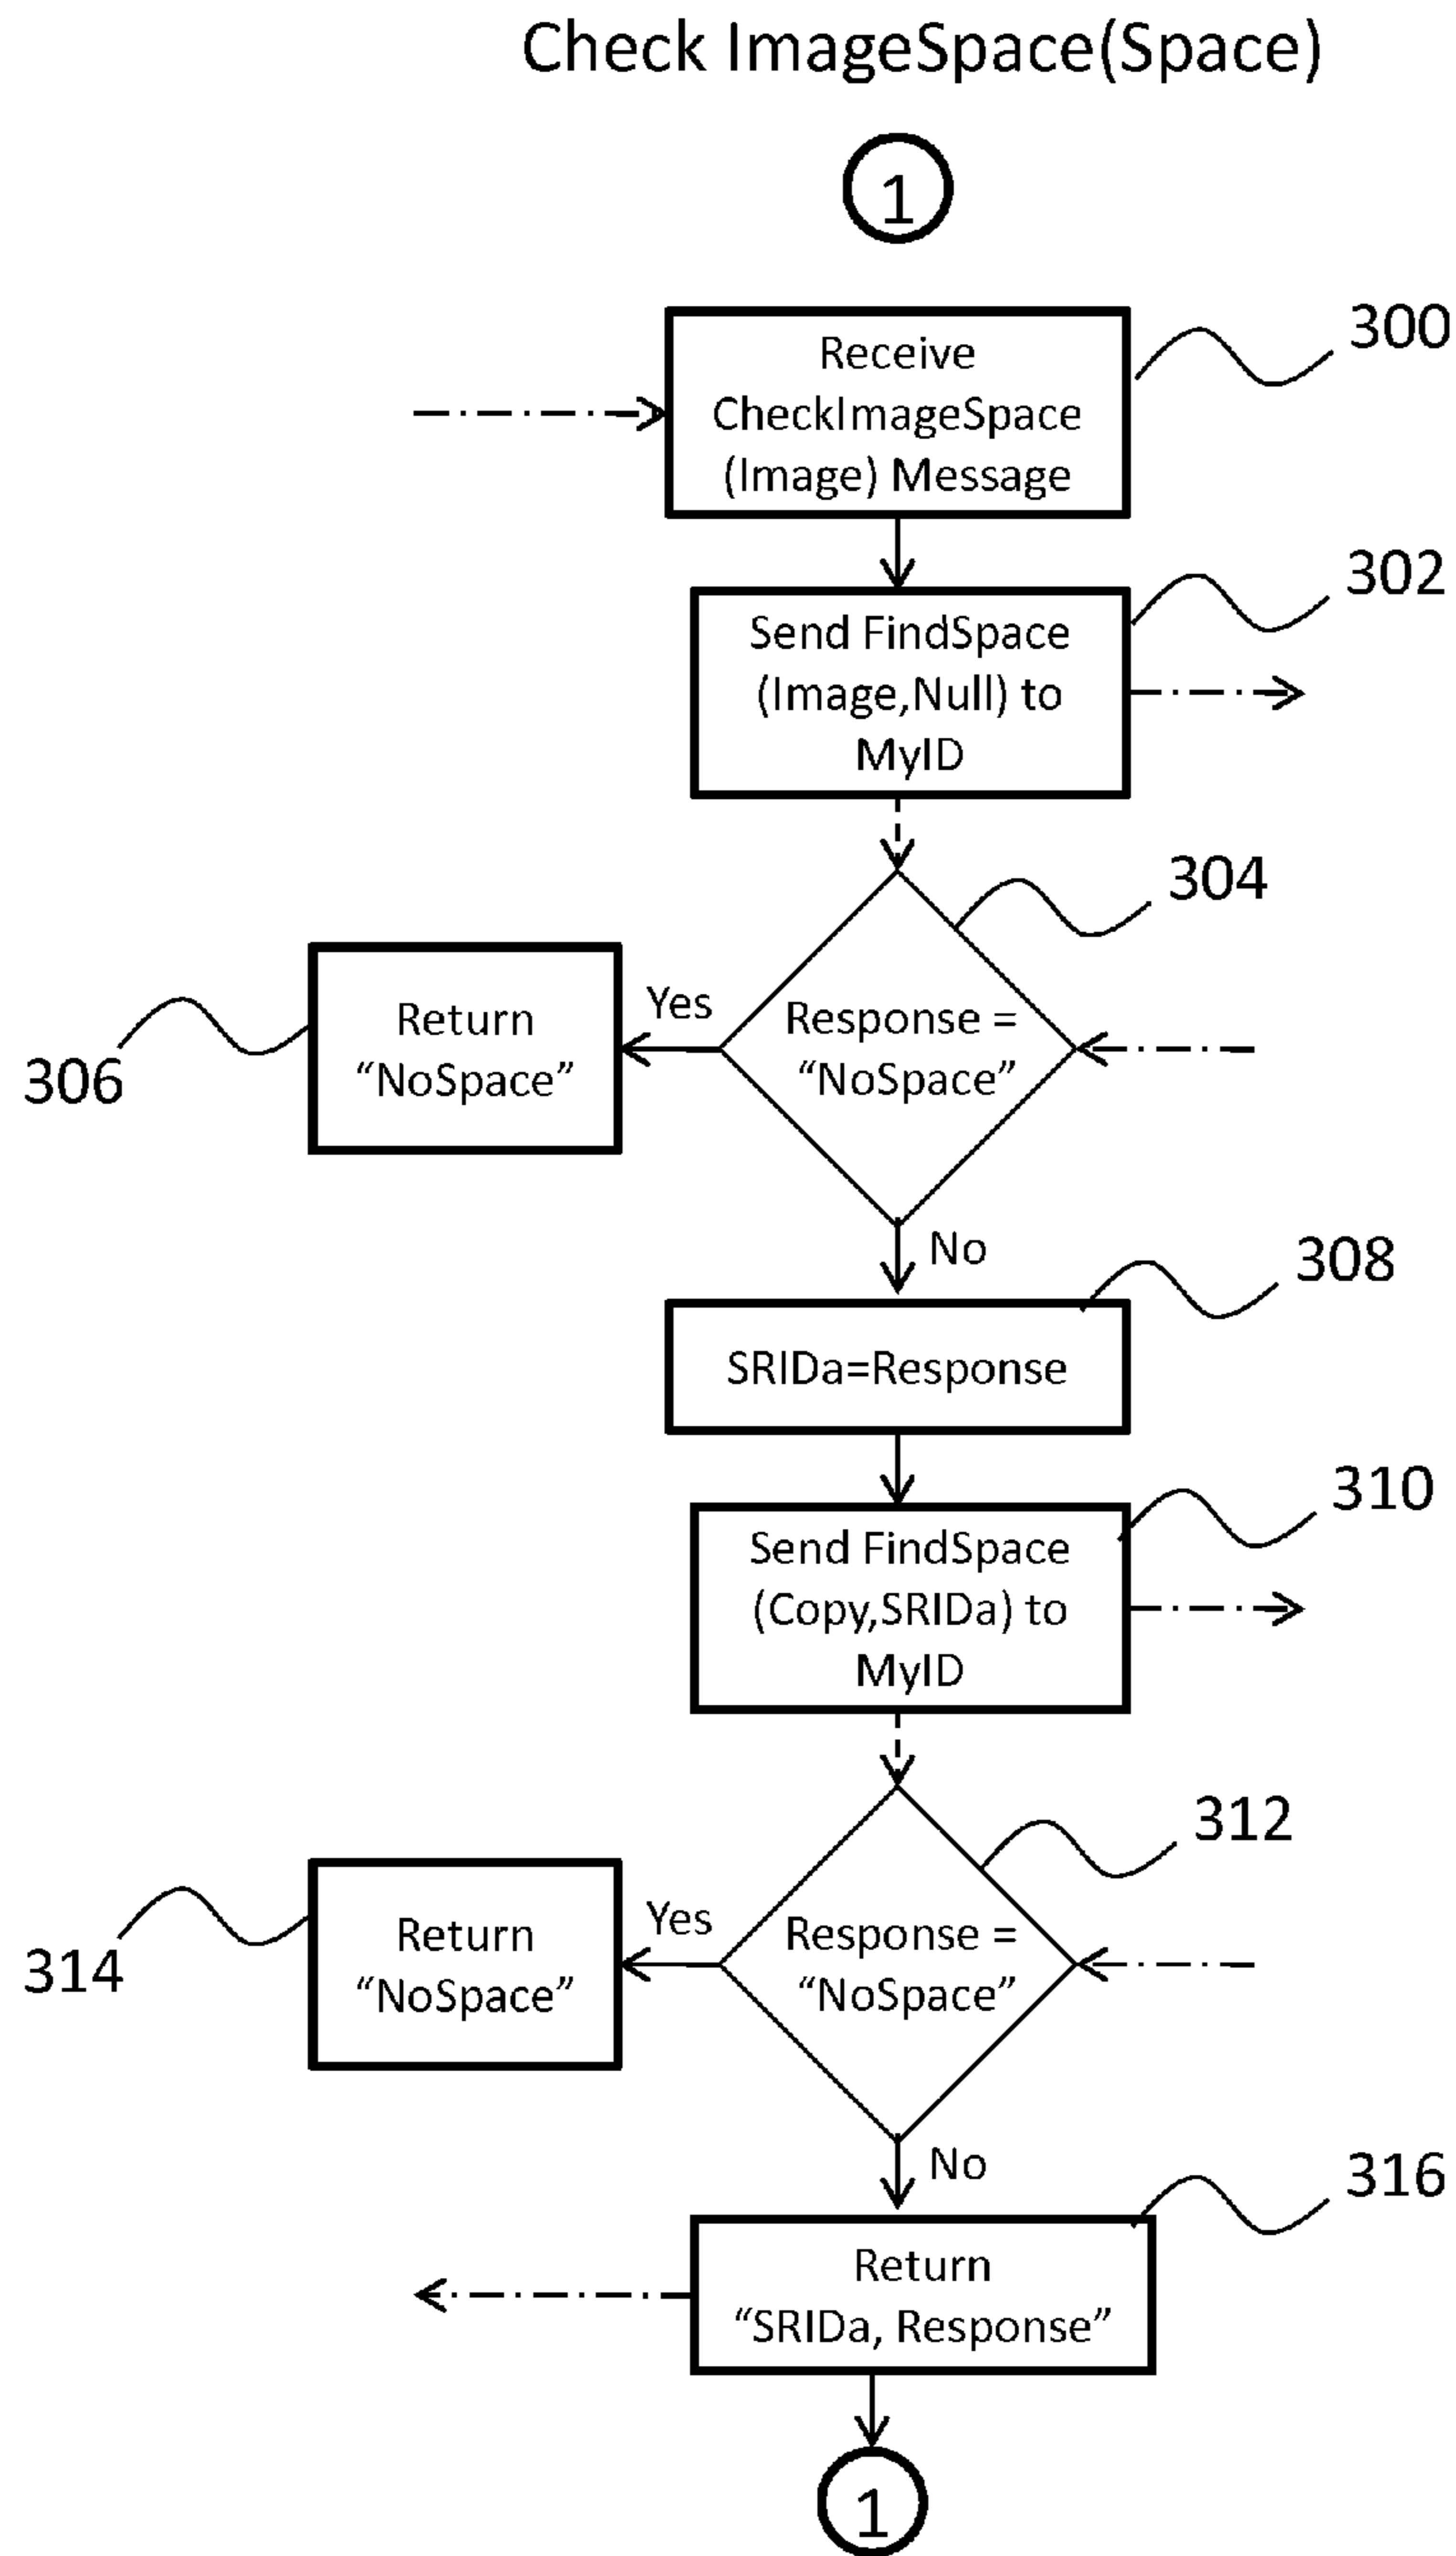 Check ImageSpace(Space)
1
Receive
CheckImageSpace
(Image) Message
300
Send FindSpace
(Image,Null) to
MyID
302
304
Response =
“NoSpace”
Yes
Return
“NoSpace”
306
No
308
SRIDa=Response
310
Send FindSpace
(Copy,SRIDa) to
MyID
312
Response =
“NoSpace”
Yes
Return
“NoSpace”
314
No
316
Return
“SRIDa, Response”
1